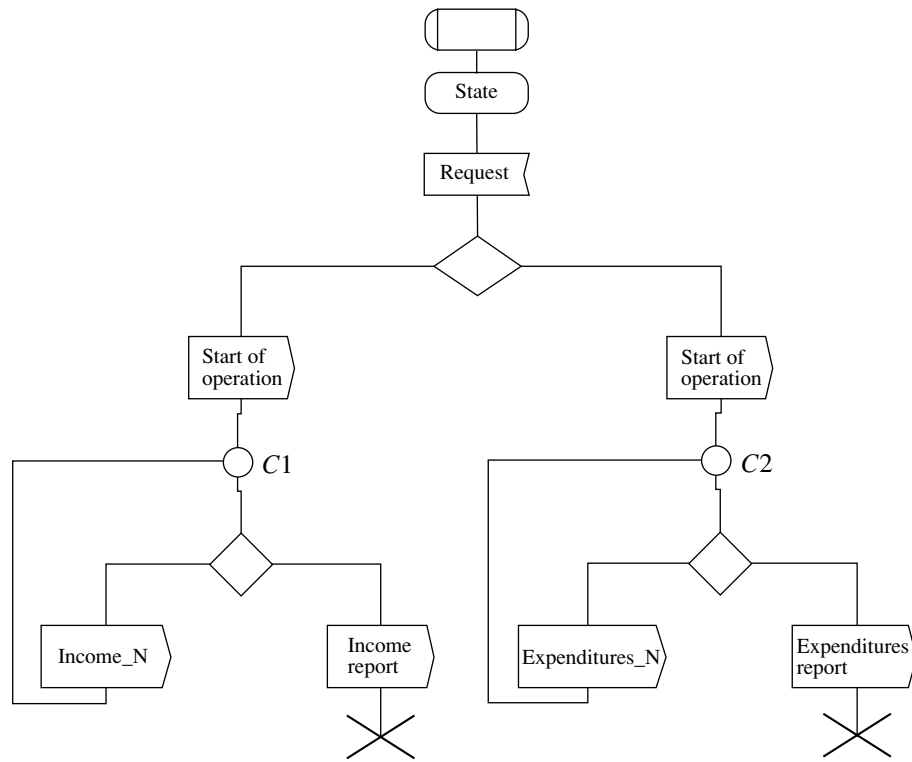 State
Request
Start of
operation
Start of
operation
C1
C2
Income_N
Income
report
Expenditures_N
Expenditures
report